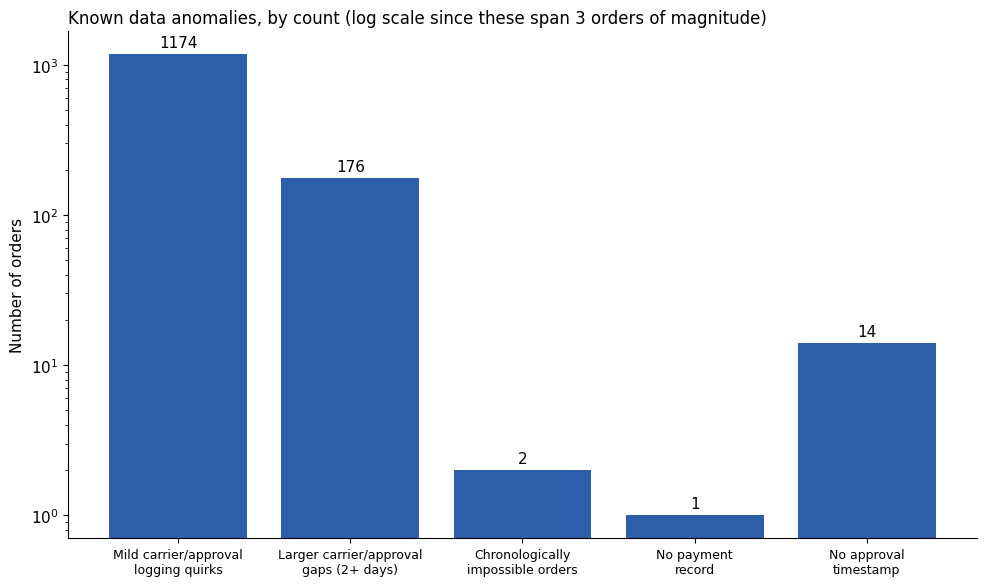 Known data anomalies, by count (log scale since these span 3 orders of magnitude)
Number of orders
10³
10²
10¹
10⁰
1174
176
2
1
14
Mild carrier/approval
logging quirks
Larger carrier/approval
gaps (2+ days)
Chronologically
impossible orders
No payment
record
No approval
timestamp